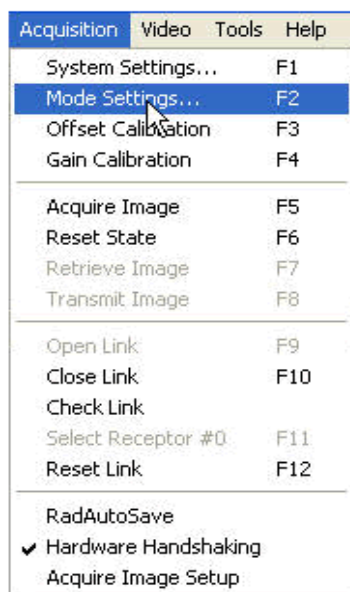 Acquisition Video Tools Help
System Settings... F1
Mode Settings... F2
Offset Calibration F3
Gain Calibration F4
Acquire Image F5
Reset State F6
Retrieve Image F7
Transmit Image F8
Open Link F9
Close Link F10
Check Link
Select Receptor #0 F11
Reset Link F12
RadAutoSave
Hardware Handshaking
Acquire Image Setup